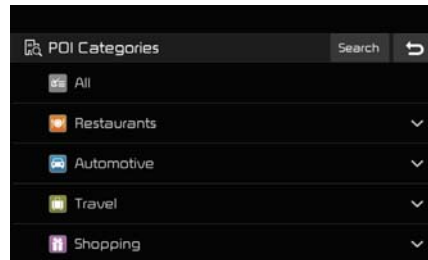 POI Categories Search
All
Restaurants
Automotive
Travel
Shopping